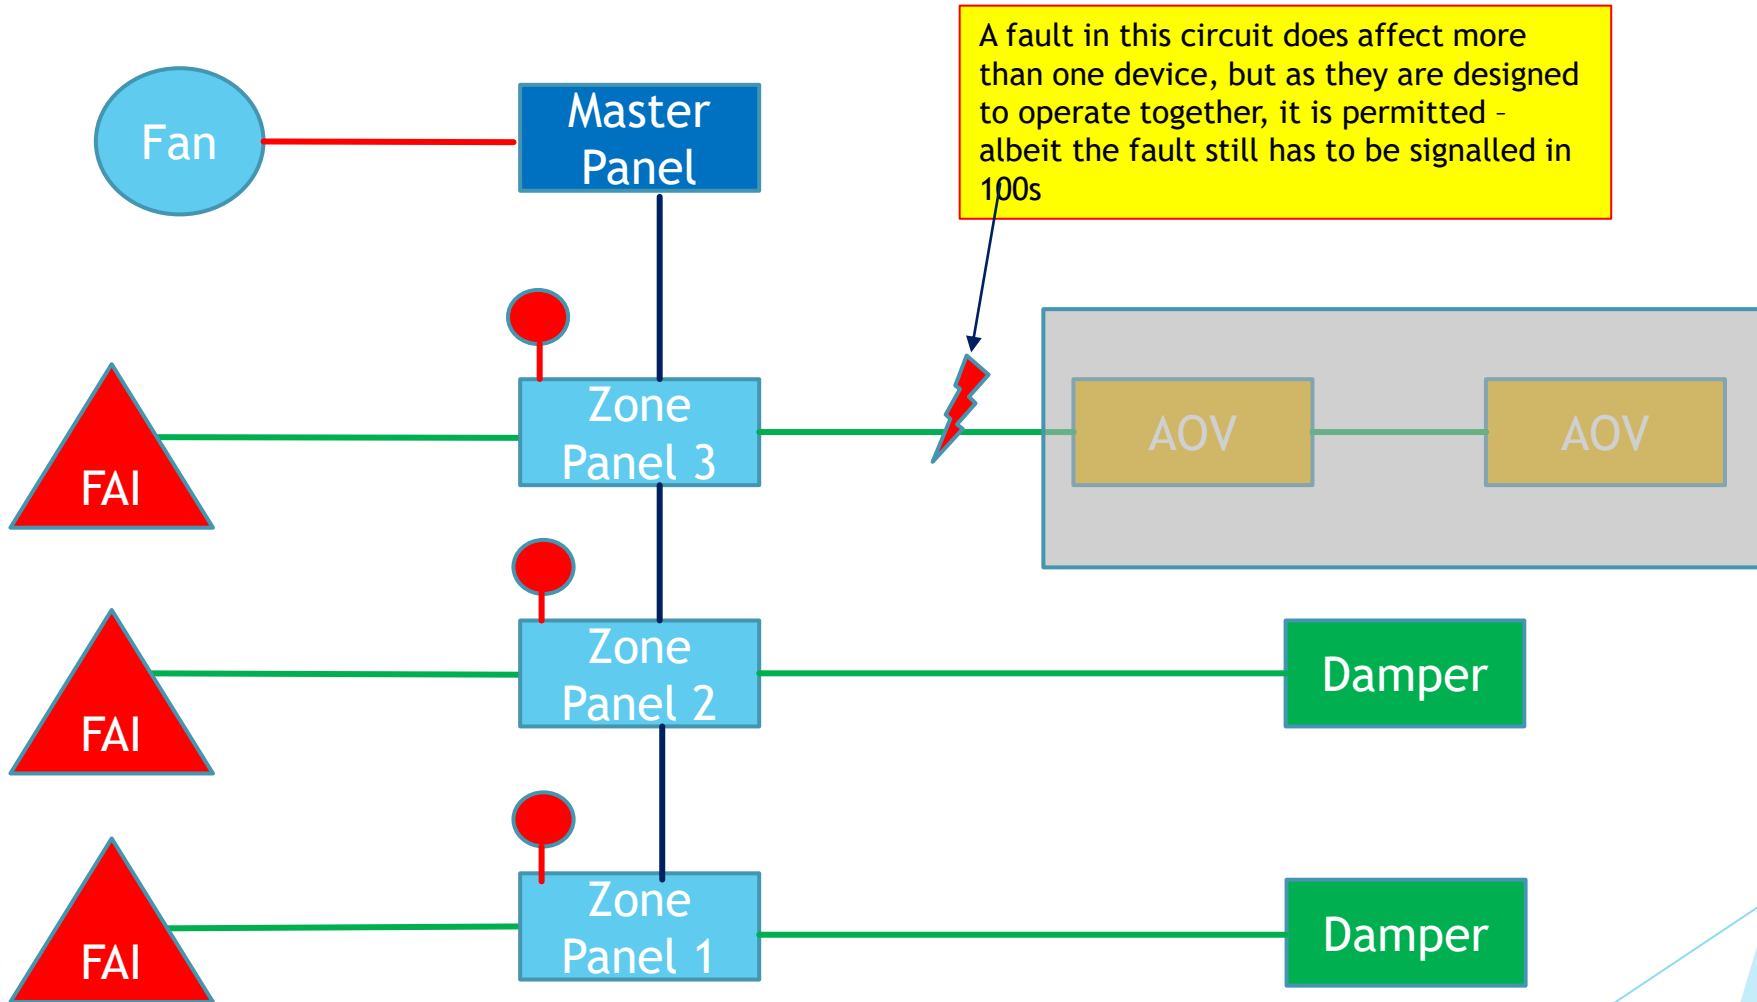 A fault in this circuit does affect more
than one device, but as they are designed
to operate together, it is permitted –
albeit the fault still has to be signalled in
100s
Fan
Master
Panel
FAI
Zone
Panel 3
AOV
AOV
FAI
Zone
Panel 2
Damper
FAI
Zone
Panel 1
Damper